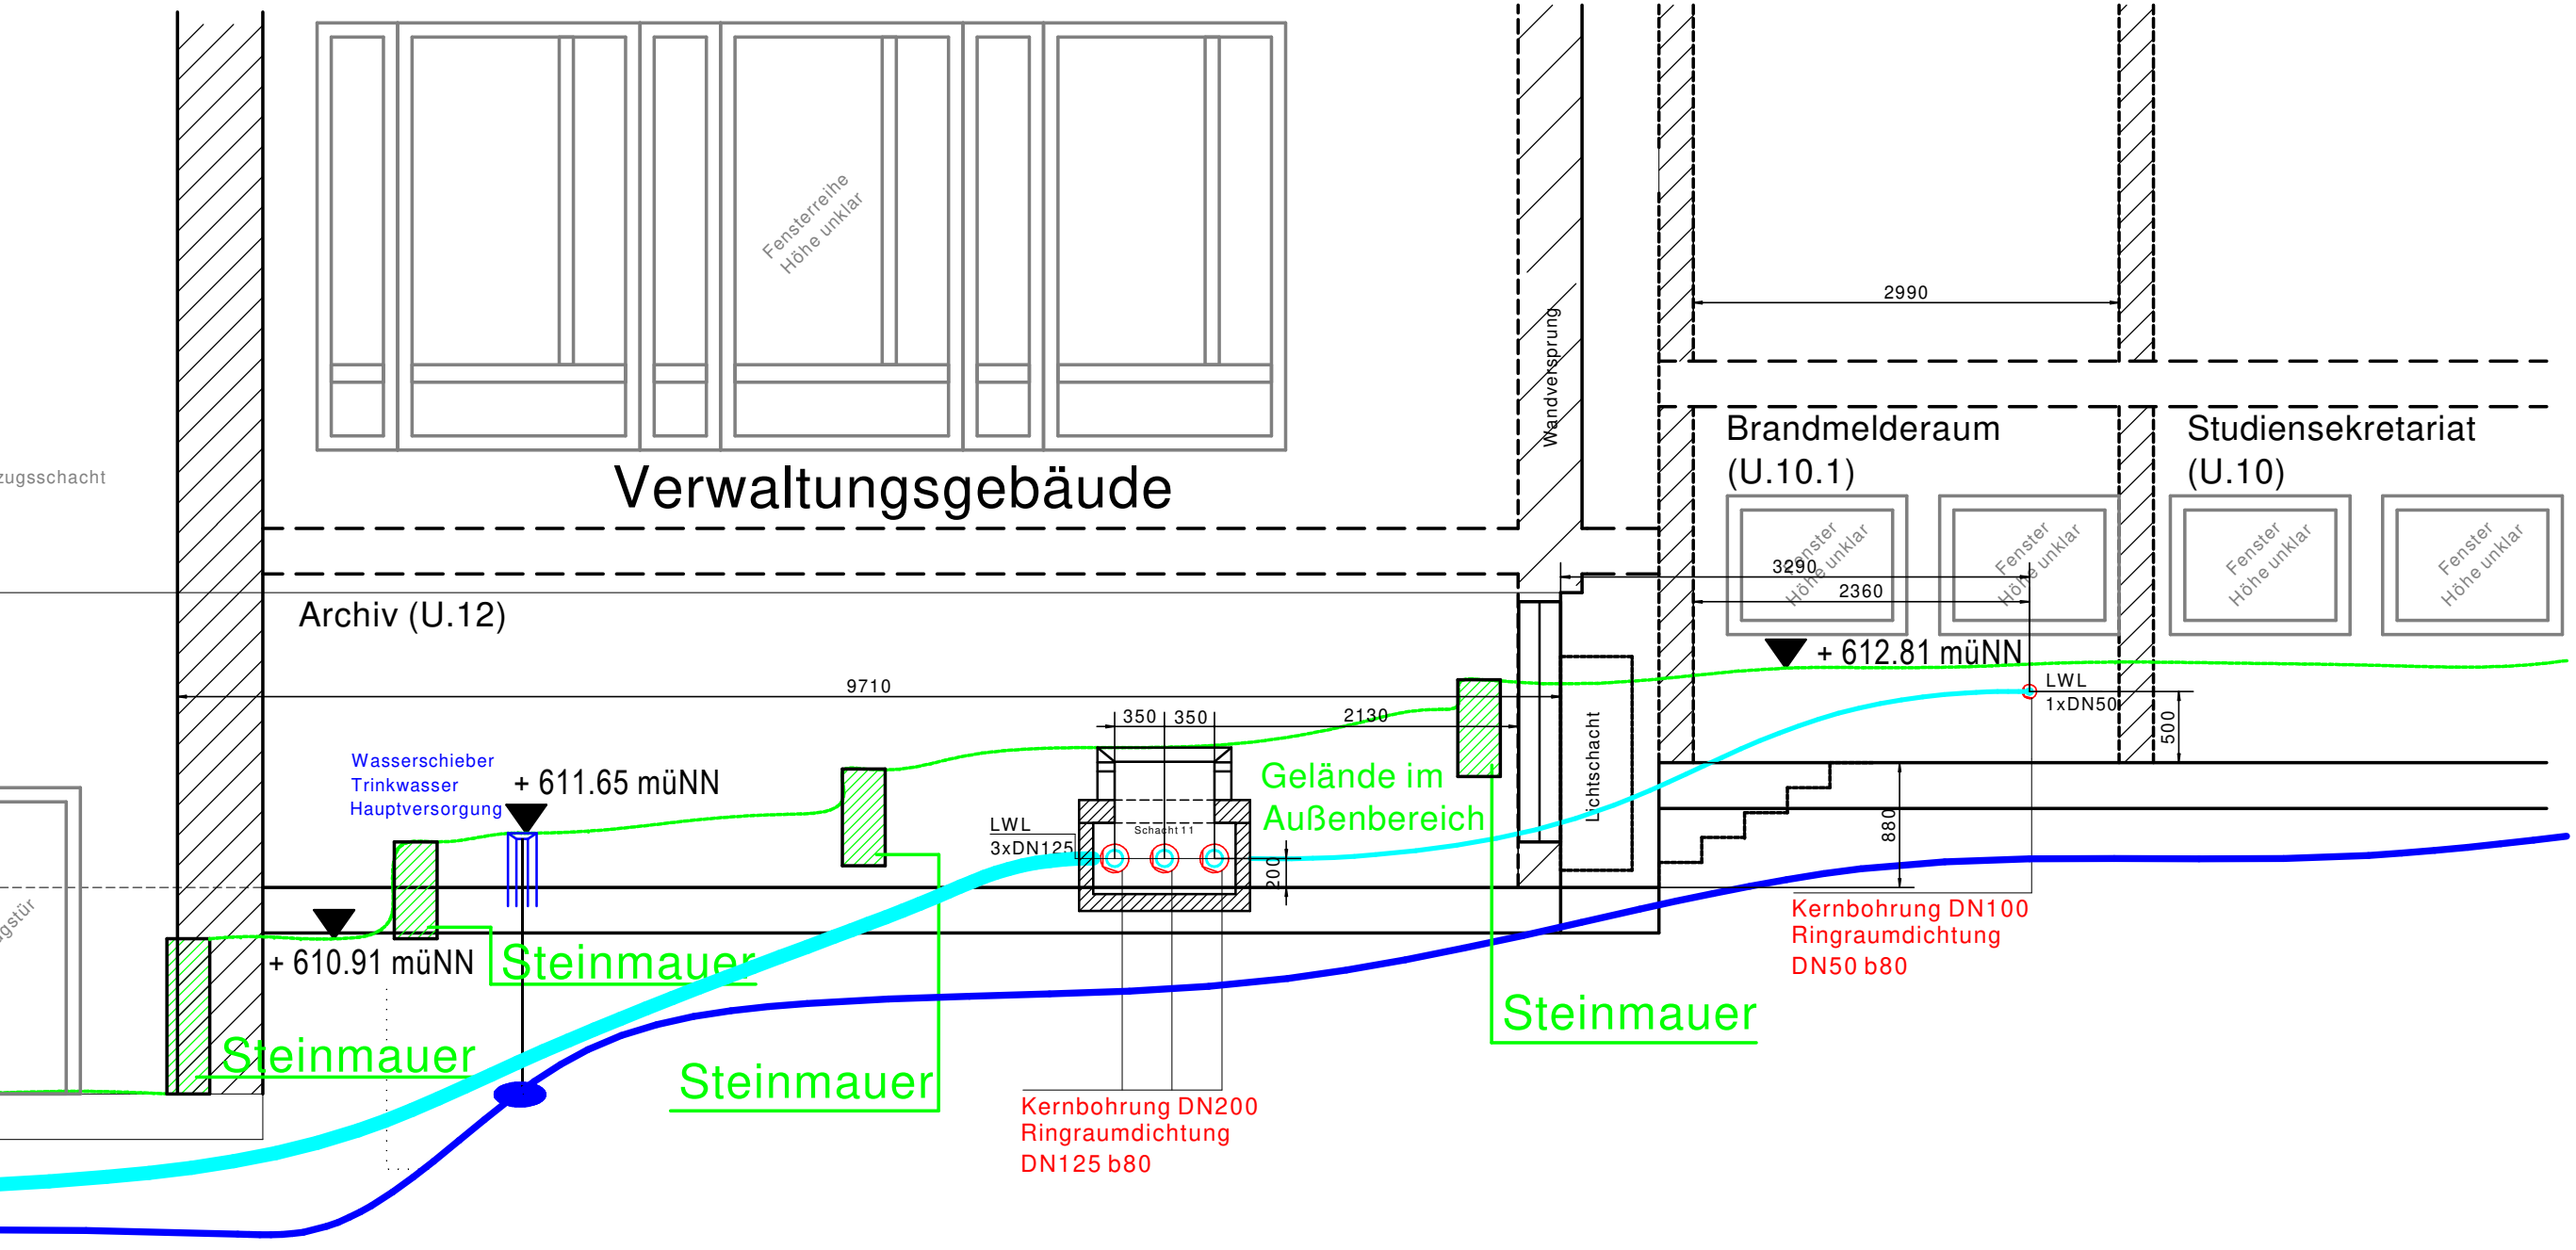 Fensterreihe
Höhe unklar
Wandversprung
2990
Brandmelderaum
(U.10.1)
Studiensekretariat
(U.10)
zugsschacht
Verwaltungsgebäude
Fenster
Höhe unklar
Fenster
Höhe unklar
Fenster
Höhe unklar
Fenster
Höhe unklar
3290
2360
Archiv (U.12)
+ 612.81 müNN
9710
LWL
1xDN50
500
350
350
2130
Lichtschacht
Wasserschieber
Trinkwasser
Hauptversorgung
+ 611.65 müNN
Gelände im
Außenbereich
LWL
3xDN125
Schacht 11
200
880
gstür
+ 610.91 müNN
Steinmauer
Kernbohrung DN100
Ringraumdichtung
DN50 b80
Steinmauer
Steinmauer
Steinmauer
Kernbohrung DN200
Ringraumdichtung
DN125 b80